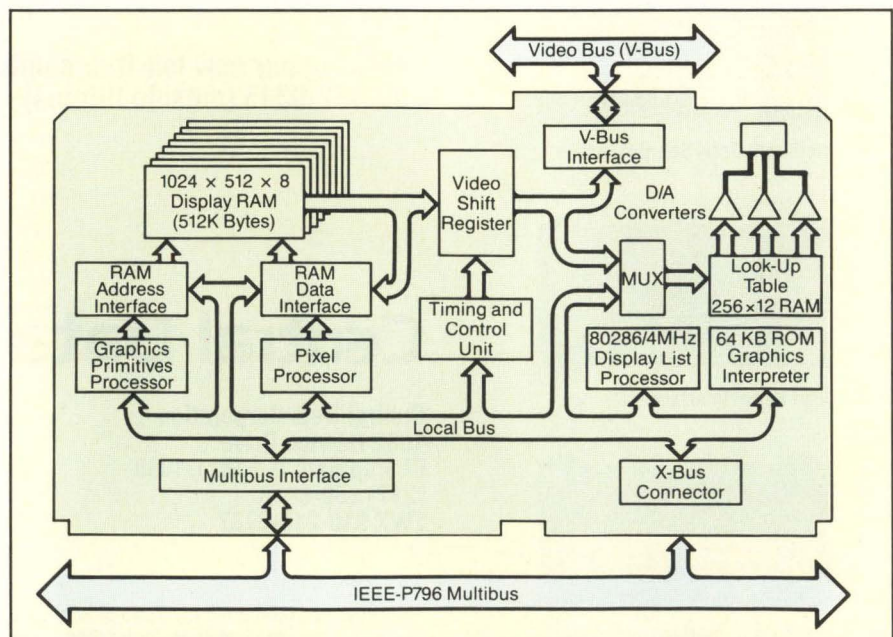 Video Bus (V-Bus)
V-Bus
Interface
1024 × 512 × 8
Display RAM
(512K Bytes)
Video
Shift
Register
D/A
Converters
RAM
Address
Interface
RAM
Data
Interface
MUX
Look-Up
Table
256×12 RAM
Timing and
Control
Unit
Graphics
Primitives
Processor
Pixel
Processor
80286/4MHz
Display List
Processor
64 KB ROM
Graphics
Interpreter
Local Bus
Multibus Interface
X-Bus
Connector
IEEE-P796 Multibus